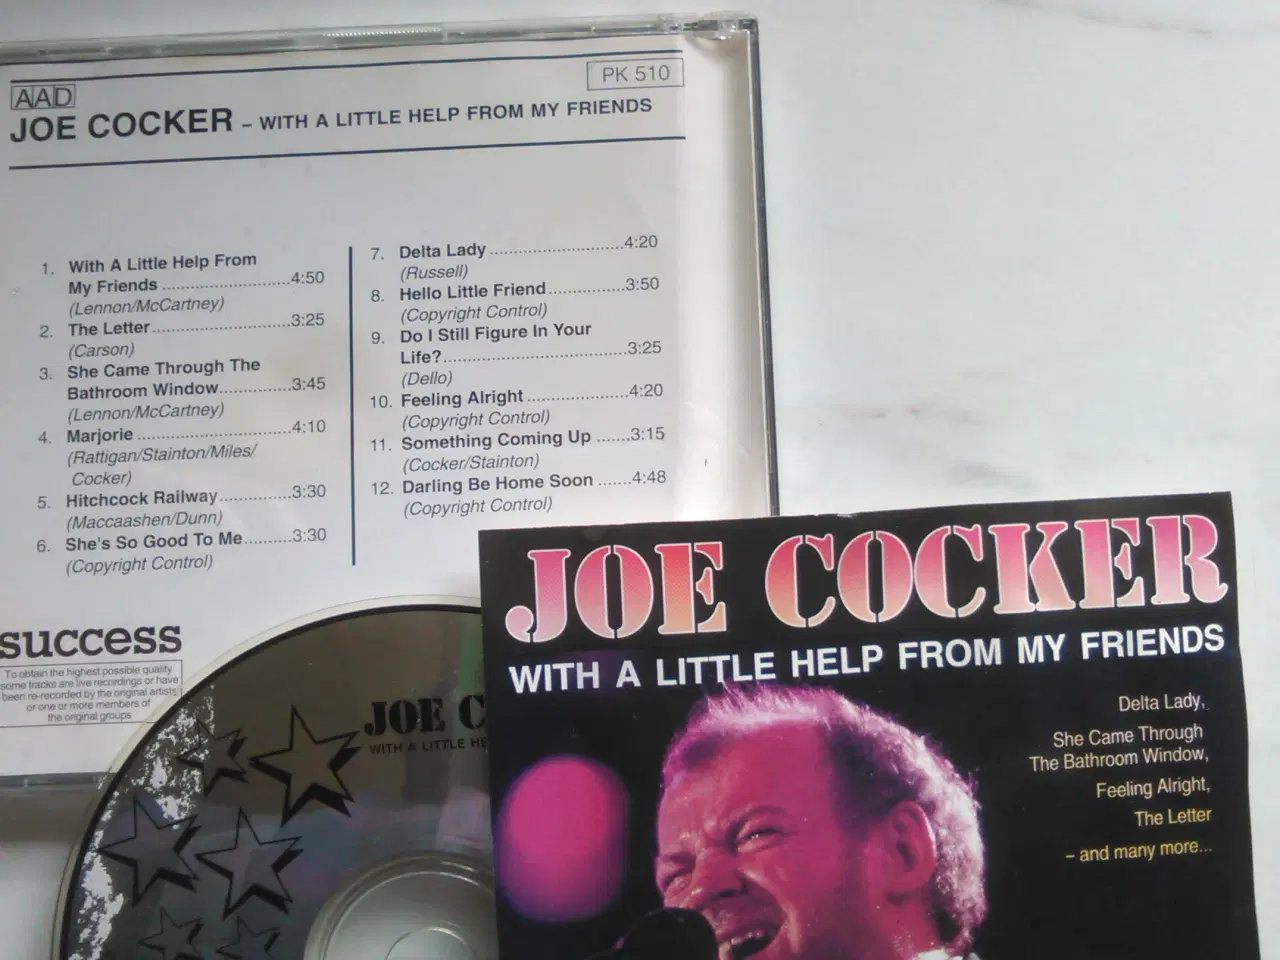 AAD
PK 510
JOE COCKER – WITH A LITTLE HELP FROM MY FRIENDS
1. With A Little Help From
My Friends ......................4:50
(Lennon/McCartney)
2. The Letter........................3:25
(Carson)
3. She Came Through The
Bathroom Window............3:45
(Lennon/McCartney)
4. Marjorie ..........................4:10
(Rattigan/Stainton/Miles/
Cocker)
5. Hitchcock Railway............3:30
(Maccaashen/Dunn)
6. She's So Good To Me.........3:30
(Copyright Control)
7. Delta Lady ........................4:20
(Russell)
8. Hello Little Friend.............3:50
(Copyright Control)
9. Do I Still Figure In Your
Life?.................................3:25
(Dello)
10. Feeling Alright ..................4:20
(Copyright Control)
11. Something Coming Up .......3:15
(Cocker/Stainton)
12. Darling Be Home Soon .......4:48
(Copyright Control)
success
To obtain the highest possible quality
some tracks are live recordings or have
been re-recorded by the original artists
or one or more members of
the original groups
JOE C
WITH A LITTLE HE
JOE COCKER
WITH A LITTLE HELP FROM MY FRIENDS
Delta Lady,
She Came Through
The Bathroom Window,
Feeling Alright,
The Letter
– and many more...